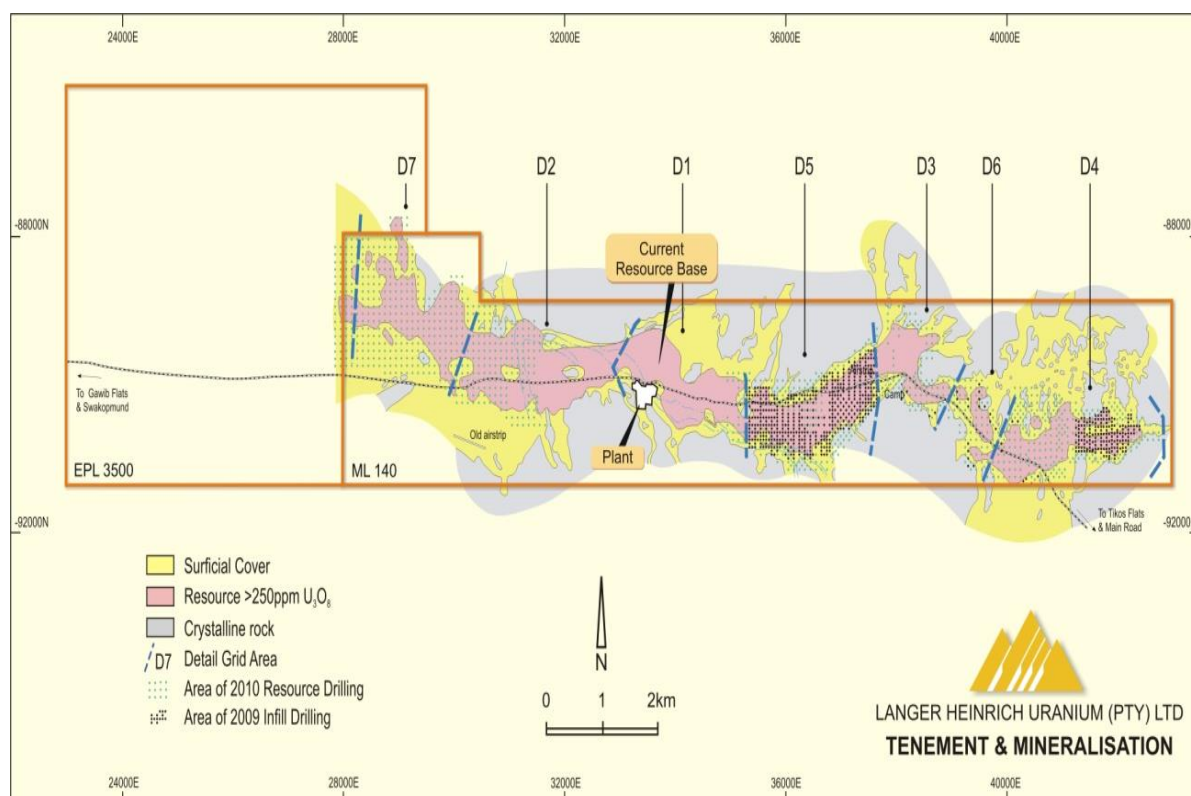 24000E 28000E 32000E 36000E 40000E
D7 D2 D1 D5 D3 D6 D4
-88000N -88000N
Current
Resource Base
To Gawib Flats
& Swakopmund
Old airstrip
Plant
Camp
EPL 3500
ML 140
To Tikos Flats
& Main Road
-92000N -92000N
Surficial Cover
Resource >250ppm U₃O₈
Crystalline rock
D7 Detail Grid Area
Area of 2010 Resource Drilling
Area of 2009 Infill Drilling
N
0 1 2km
LANGER HEINRICH URANIUM (PTY) LTD
TENEMENT & MINERALISATION
24000E 28000E 32000E 36000E 40000E